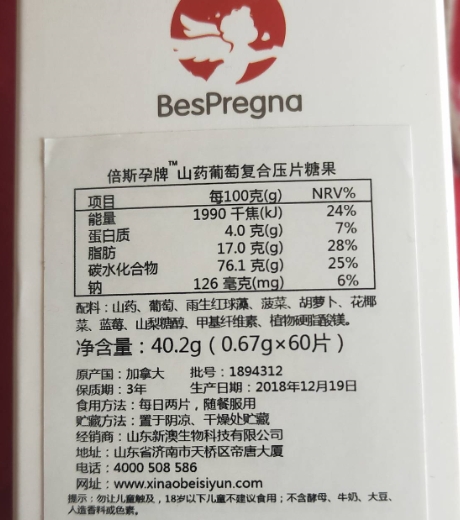 BesPregna
倍斯孕牌™山药葡萄复合压片糖果
项目 每100克(g) NRV%
能量 1990 千焦(kJ) 24%
蛋白质 4.0 克(g) 7%
脂肪 17.0 克(g) 28%
碳水化合物 76.1 克(g) 25%
钠 126 毫克(mg) 6%
配料：山药、葡萄、雨生红球藻、菠菜、胡萝卜、花椰
菜、蓝莓、山梨糖醇、甲基纤维素、植物硬脂酸镁。
净含量：40.2g（0.67g×60片）
原产国：加拿大 批号：1894312
保质期：3年 生产日期：2018年12月19日
食用方法：每日两片，随餐服用
贮藏方法：置于阴凉、干燥处贮藏
经销商：山东新澳生物科技有限公司
地址：山东省济南市天桥区帝唐大厦
电话：4000 508 586
网址：www.xinaobeisiyun.com
提示：勿让儿童触及，18岁以下儿童不建议食用；不含酵母、牛奶、大豆、
人造香料或色素。